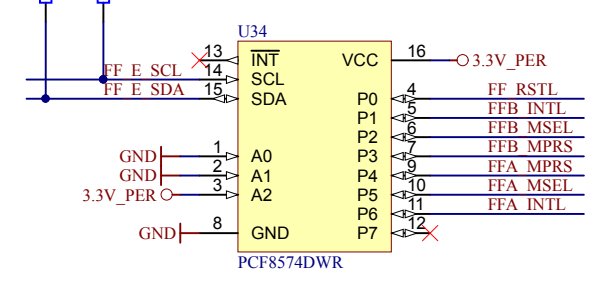 U34
13 INT VCC 16 3.3V_PER
FF_E_SCL 14 SCL
FF_E_SDA 15 SDA P0 4 FF_RSTL
P1 5 FFB_INTL
P2 6 FFB_MSEL
GND 1 A0 P3 7 FFB_MPRS
GND 2 A1 P4 9 FFA_MPRS
3.3V_PER 3 A2 P5 10 FFA_MSEL
P6 11 FFA_INTL
GND 8 GND P7 12
PCF8574DWR